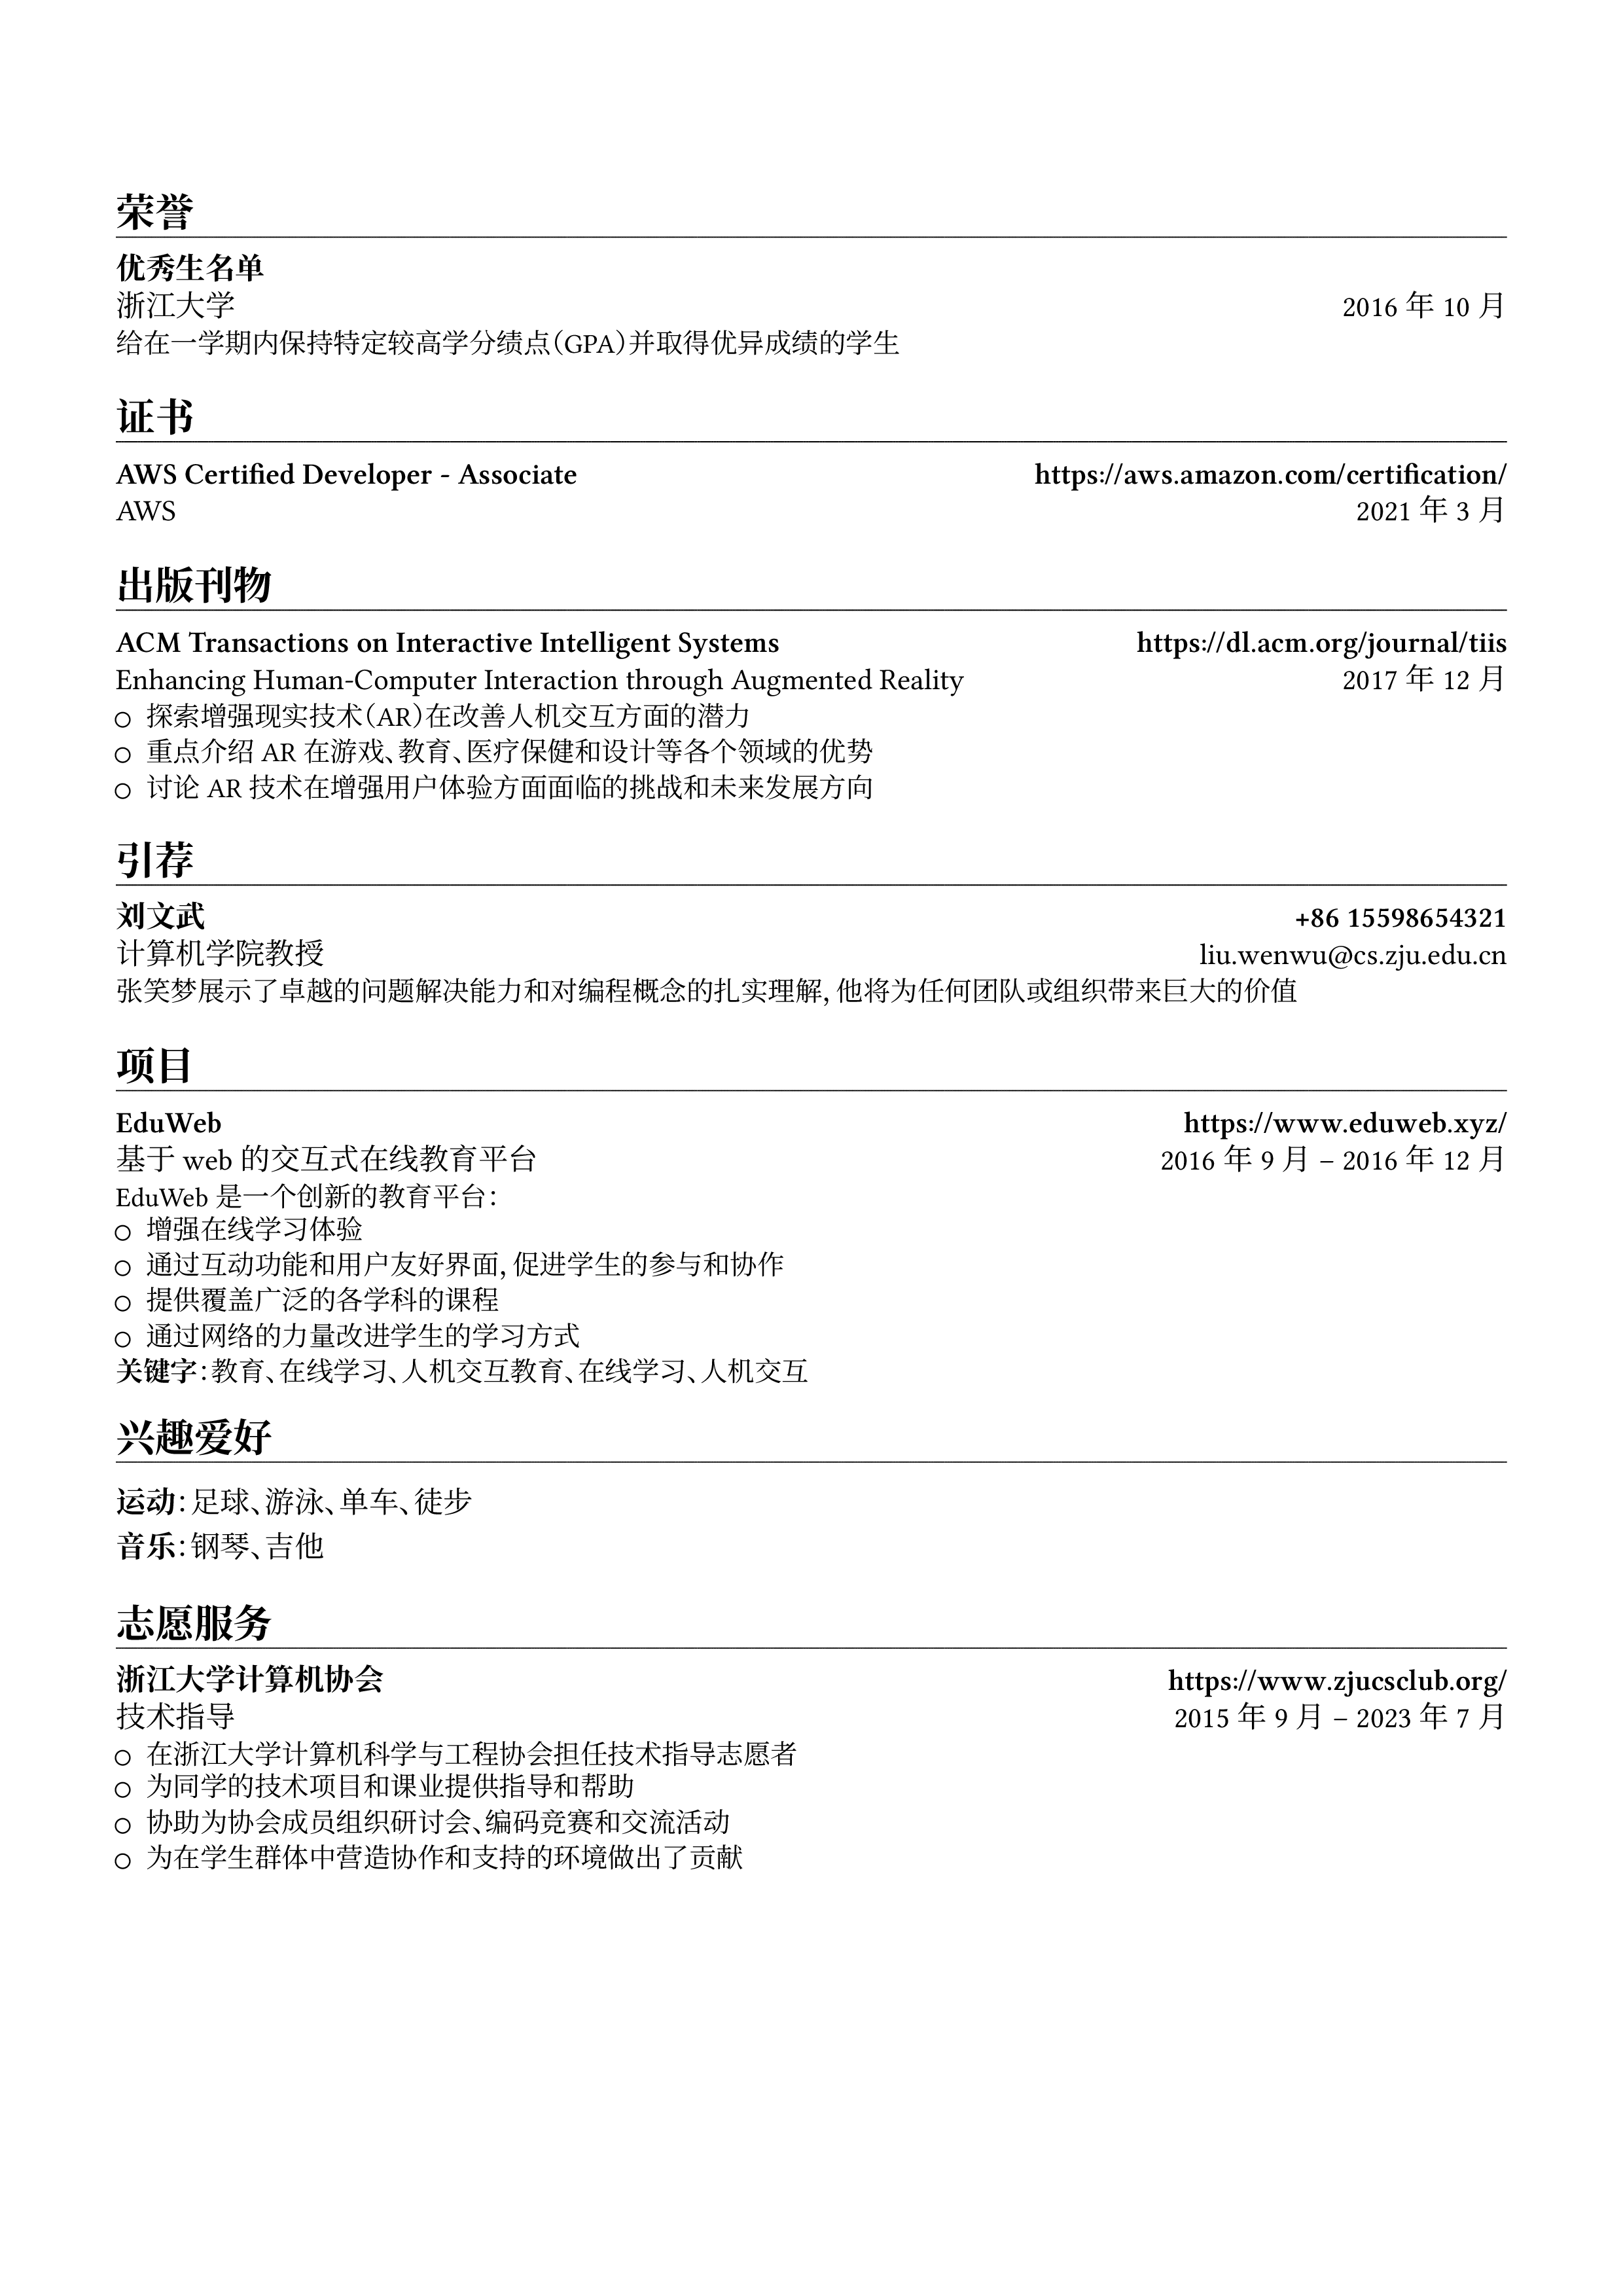 荣誉
优秀生名单
浙江大学 2016 年 10 月
给在一学期内保持特定较高学分绩点（GPA）并取得优异成绩的学生
证书
AWS Certified Developer - Associate https://aws.amazon.com/certification/
AWS 2021 年 3 月
出版刊物
ACM Transactions on Interactive Intelligent Systems https://dl.acm.org/journal/tiis
Enhancing Human-Computer Interaction through Augmented Reality 2017 年 12 月
○ 探索增强现实技术（AR）在改善人机交互方面的潜力
○ 重点介绍 AR 在游戏、教育、医疗保健和设计等各个领域的优势
○ 讨论 AR 技术在增强用户体验方面面临的挑战和未来发展方向
引荐
刘文武 +86 15598654321
计算机学院教授 liu.wenwu@cs.zju.edu.cn
张笑梦展示了卓越的问题解决能力和对编程概念的扎实理解，他将为任何团队或组织带来巨大的价值
项目
EduWeb https://www.eduweb.xyz/
基于 web 的交互式在线教育平台 2016 年 9 月 – 2016 年 12 月
EduWeb 是一个创新的教育平台：
○ 增强在线学习体验
○ 通过互动功能和用户友好界面，促进学生的参与和协作
○ 提供覆盖广泛的各学科的课程
○ 通过网络的力量改进学生的学习方式
关键字：教育、在线学习、人机交互教育、在线学习、人机交互
兴趣爱好
运动：足球、游泳、单车、徒步
音乐：钢琴、吉他
志愿服务
浙江大学计算机协会 https://www.zjucsclub.org/
技术指导 2015 年 9 月 – 2023 年 7 月
○ 在浙江大学计算机科学与工程协会担任技术指导志愿者
○ 为同学的技术项目和课业提供指导和帮助
○ 协助为协会成员组织研讨会、编码竞赛和交流活动
○ 为在学生群体中营造协作和支持的环境做出了贡献